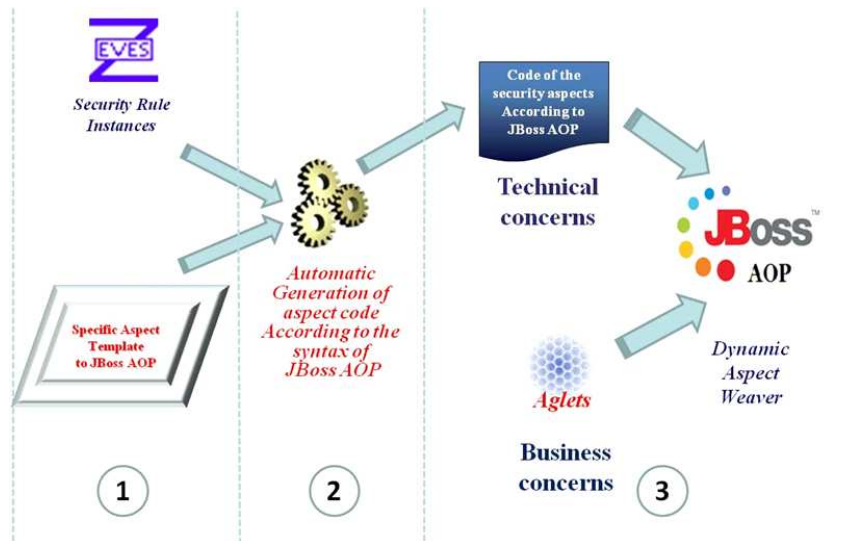 EVES
Security Rule
Instances
Specific Aspect
Template
to JBoss AOP
1
Automatic
Generation of
aspect code
According to the
syntax of
JBoss AOP
2
Code of the
security aspects
According to
JBoss AOP
Technical
concerns
JBoss™
AOP
Dynamic
Aspect
Weaver
Aglets
Business
concerns
3